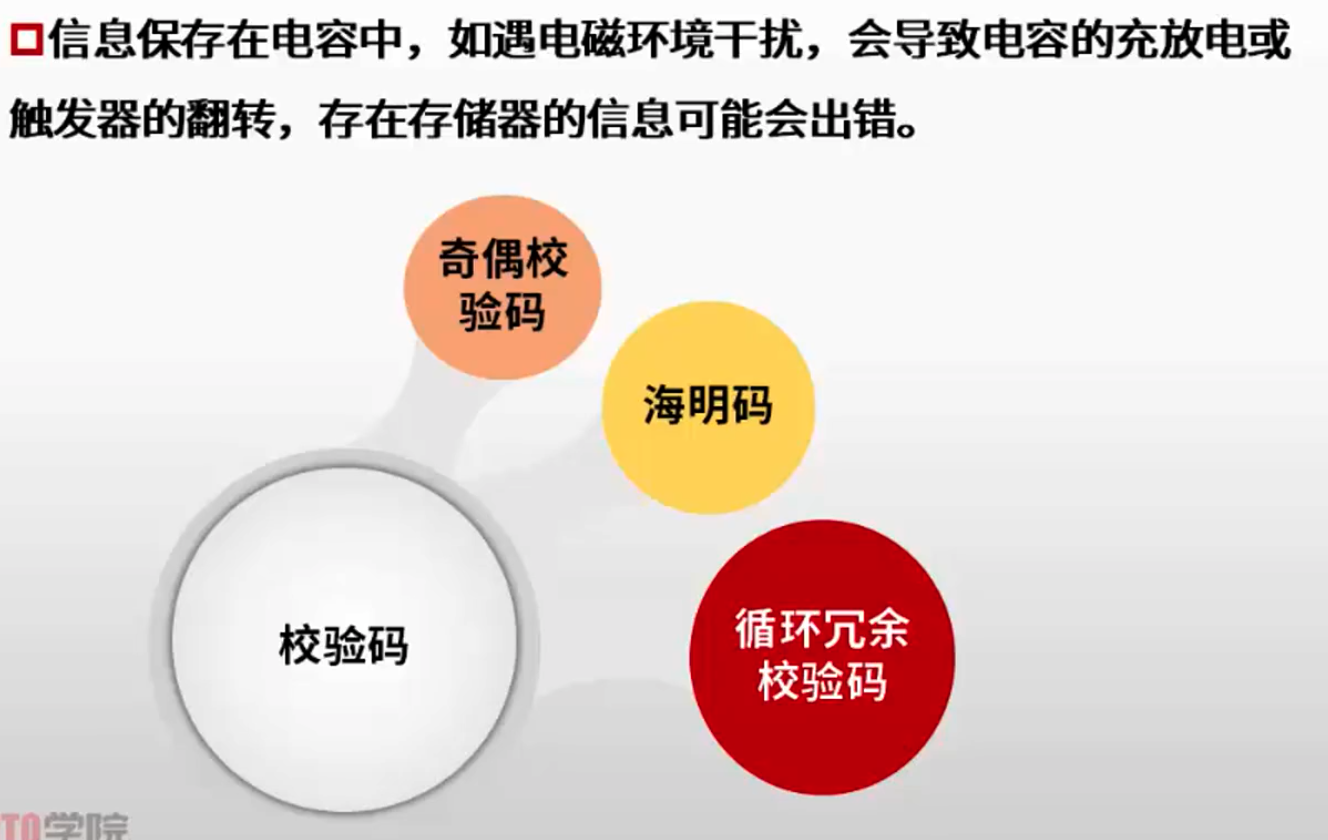 信息保存在电容中，如遇电磁环境干扰，会导致电容的充放电或
触发器的翻转，存在存储器的信息可能会出错。
奇偶校
验码
海明码
循环冗余
校验码
校验码
学院